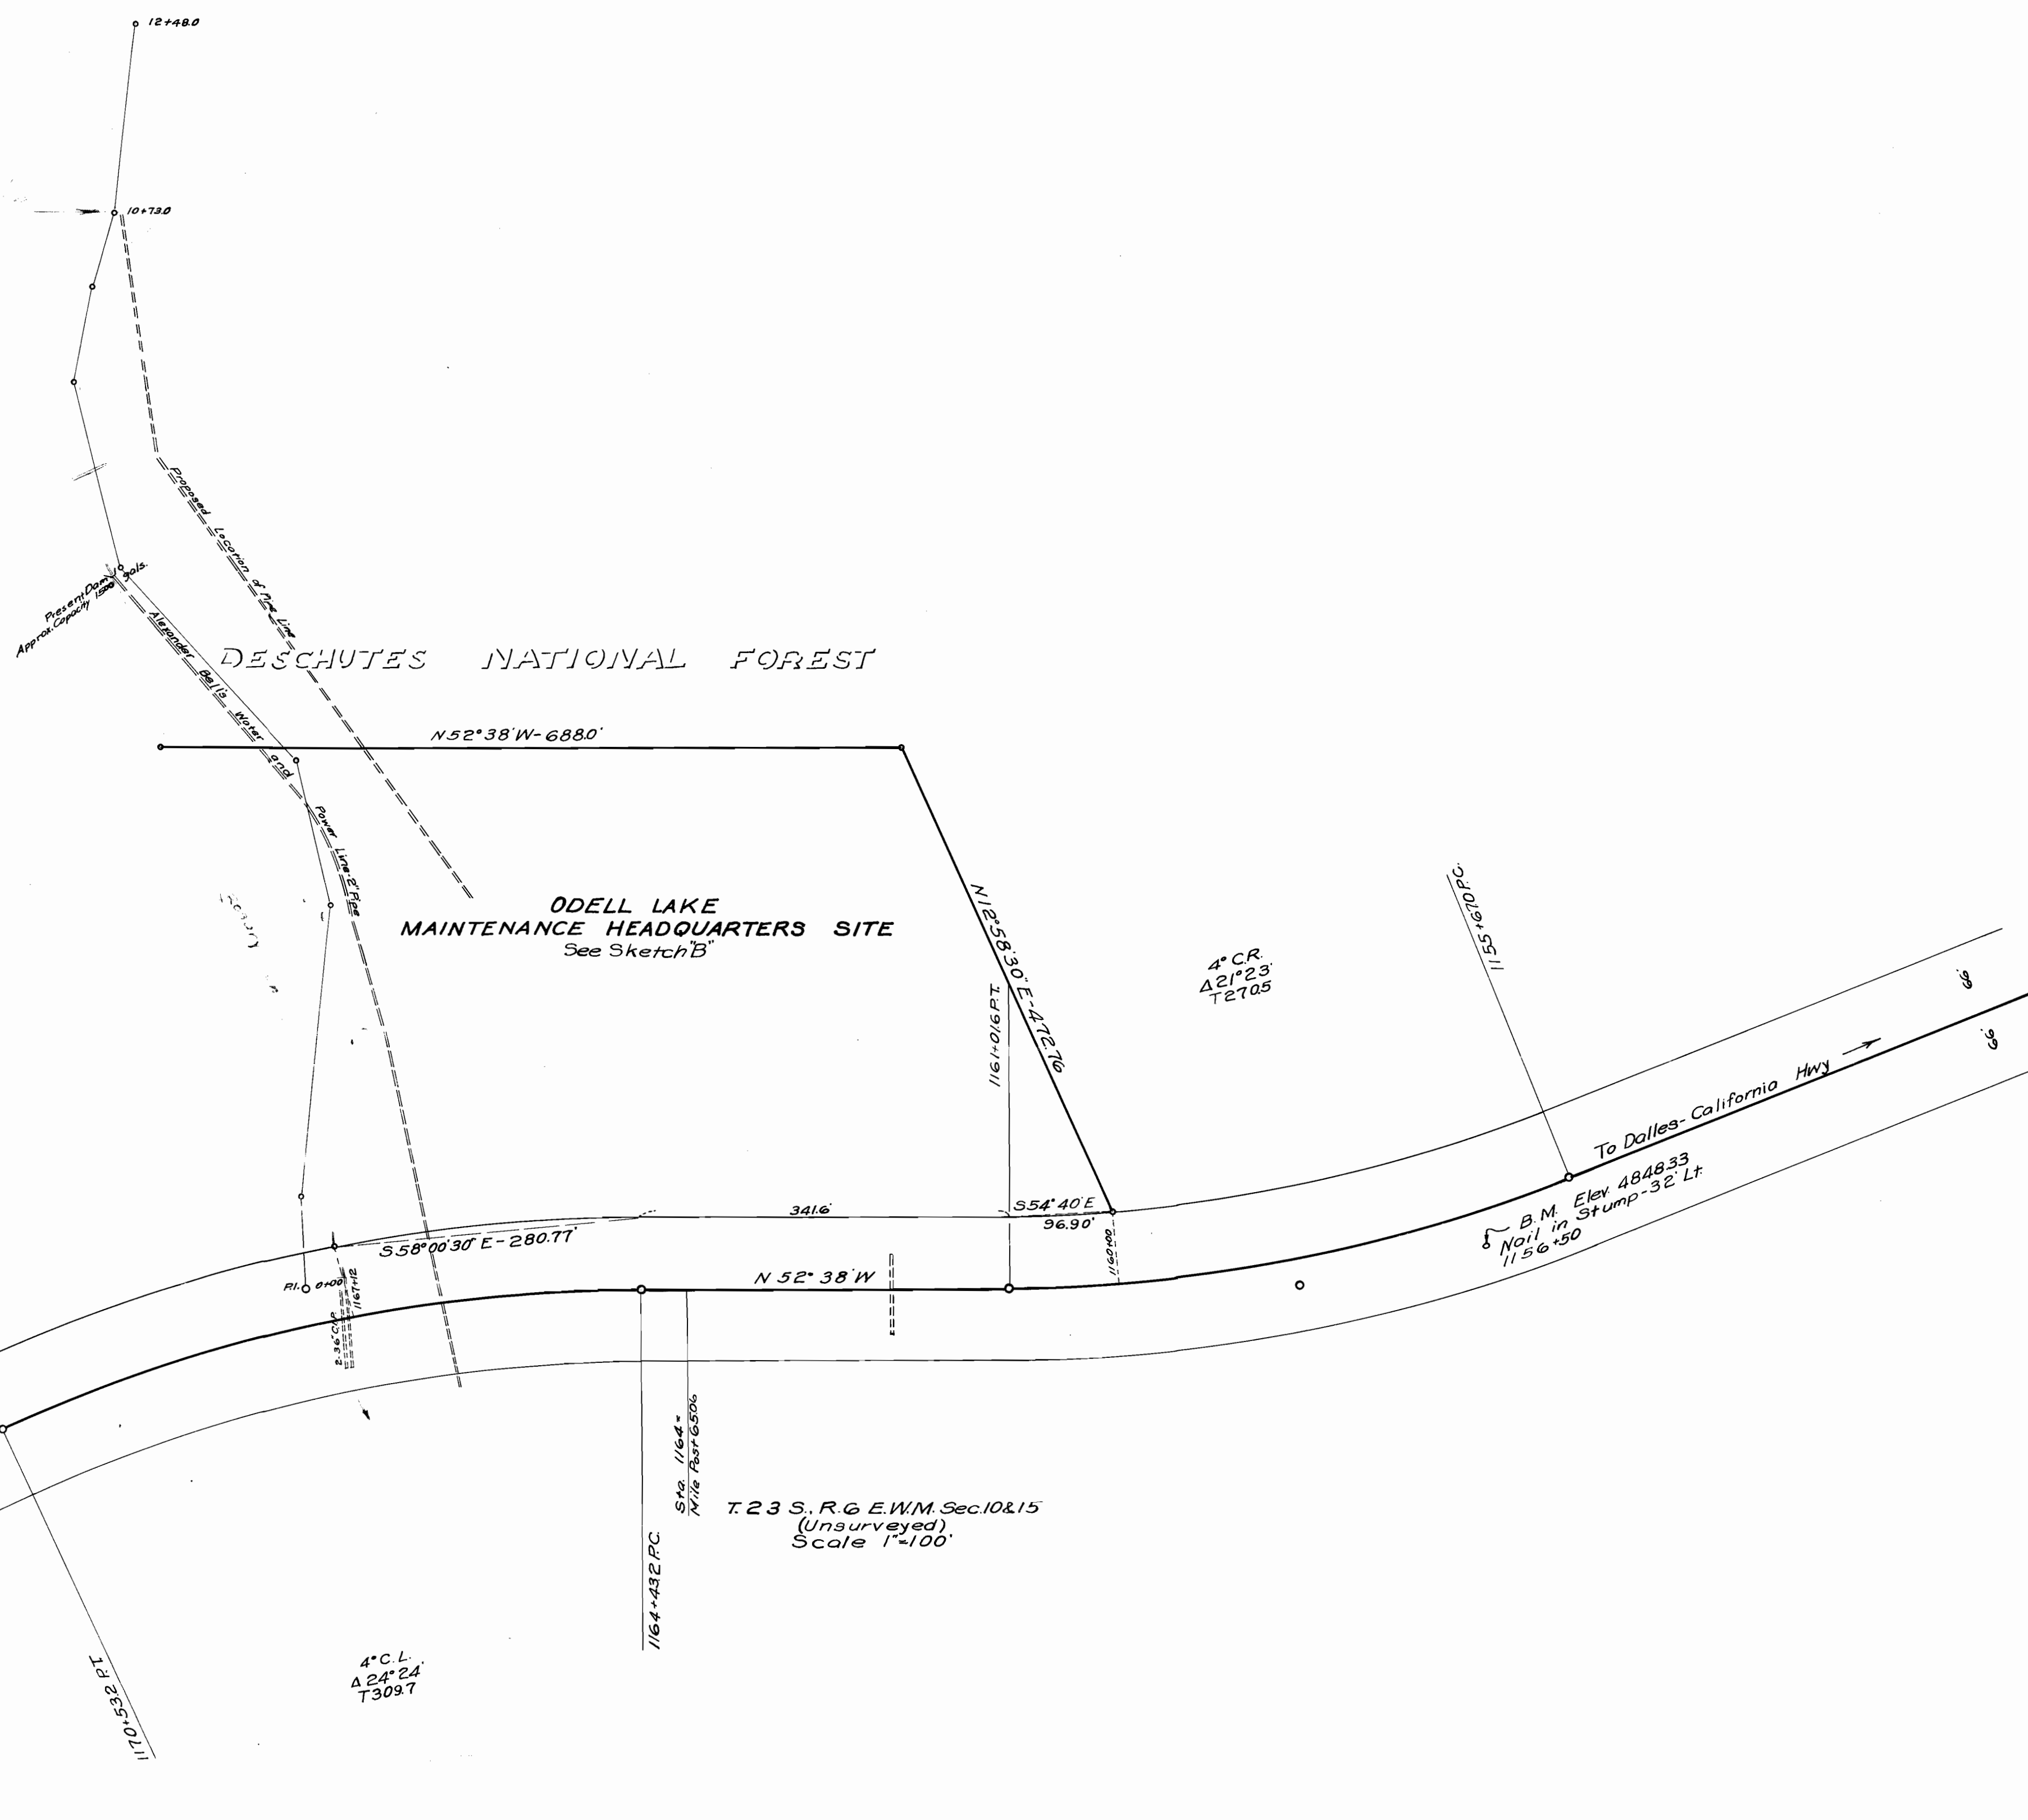 12+48.0
10+73.0
Proposed Location of Pipe Line
Present Dam
Approx. Capacity 1500 gals.
Alexander Bell's Water and Power Line-2" Pipe
DESCHUTES NATIONAL FOREST
N52°38'W-688.0'
ODELL LAKE
MAINTENANCE HEADQUARTERS SITE
See Sketch "B"
N12°58'30"E-472.76
1161+01.6 P.T.
4° C.R.
Δ21°23'
T270.5
1155+67.0 P.C.
66'
66'
To Dalles-California Hwy
B.M. Elev. 4848.33
Nail in Stump-32' Lt.
1156+50
341.6'
S54°40'E
96.90'
1160+00
S58°00'30"E-280.77'
P.I. 0+00
1167+12
2-36" C.M.P.
N 52°38'W
Sta. 1164=
Mile Post 65.06
1164+43.2 P.C.
T. 23 S., R.6 E.W.M. Sec.10&15
(Unsurveyed)
Scale 1"=100'
4° C.L.
Δ24°24'
T309.7
1170+53.2 P.T.